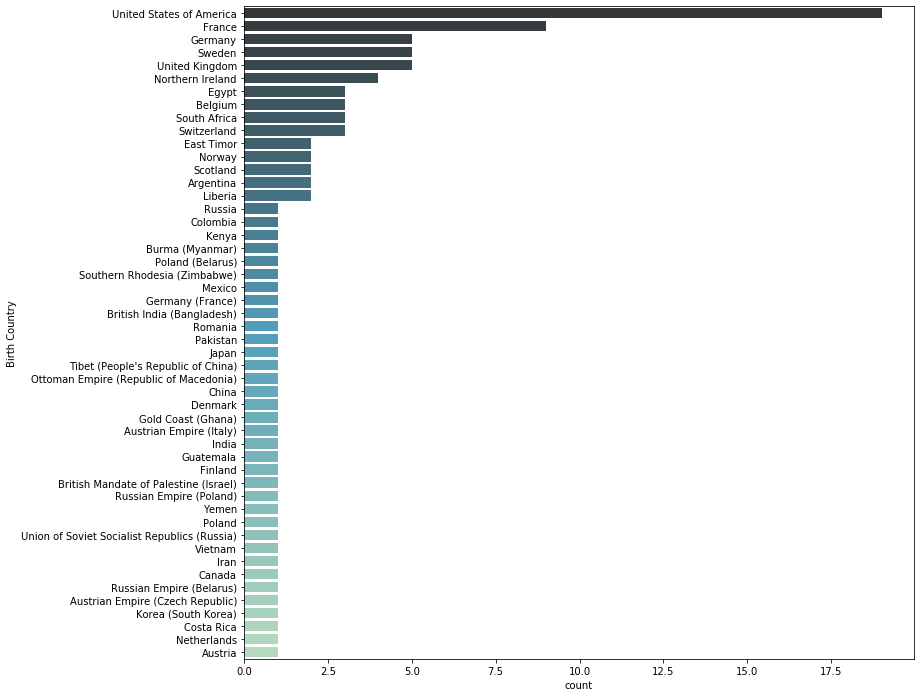 United States of America
France
Germany
Sweden
United Kingdom
Northern Ireland
Egypt
Belgium
South Africa
Switzerland
East Timor
Norway
Scotland
Argentina
Liberia
Russia
Colombia
Kenya
Burma (Myanmar)
Poland (Belarus)
Southern Rhodesia (Zimbabwe)
Mexico
Germany (France)
British India (Bangladesh)
Romania
Pakistan
Japan
Tibet (People's Republic of China)
Ottoman Empire (Republic of Macedonia)
China
Denmark
Gold Coast (Ghana)
Austrian Empire (Italy)
India
Guatemala
Finland
British Mandate of Palestine (Israel)
Russian Empire (Poland)
Yemen
Poland
Union of Soviet Socialist Republics (Russia)
Vietnam
Iran
Canada
Russian Empire (Belarus)
Austrian Empire (Czech Republic)
Korea (South Korea)
Costa Rica
Netherlands
Austria
Birth Country
0.0 2.5 5.0 7.5 10.0 12.5 15.0 17.5
count